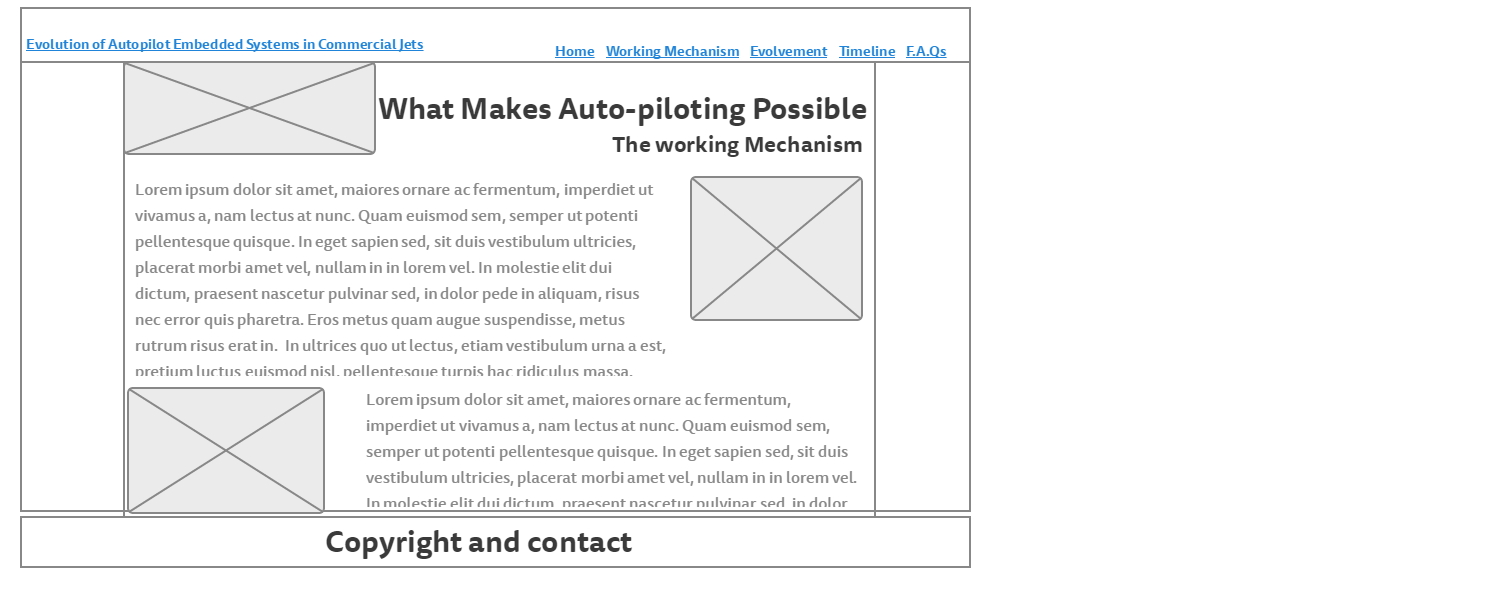 Evolution of Autopilot Embedded Systems in Commercial Jets
Home Working Mechanism Evolvement Timeline F.A.Qs
What Makes Auto-piloting Possible
The working Mechanism
Lorem ipsum dolor sit amet, maiores ornare ac fermentum, imperdiet ut
vivamus a, nam lectus at nunc. Quam euismod sem, semper ut potenti
pellentesque quisque. In eget sapien sed, sit duis vestibulum ultricies,
placerat morbi amet vel, nullam in in lorem vel. In molestie elit dui
dictum, praesent nascetur pulvinar sed, in dolor pede in aliquam, risus
nec error quis pharetra. Eros metus quam augue suspendisse, metus
rutrum risus erat in.  In ultrices quo ut lectus, etiam vestibulum urna a est,
pretium luctus euismod nisl, pellentesque turpis hac ridiculus massa.
Lorem ipsum dolor sit amet, maiores ornare ac fermentum,
imperdiet ut vivamus a, nam lectus at nunc. Quam euismod sem,
semper ut potenti pellentesque quisque. In eget sapien sed, sit duis
vestibulum ultricies, placerat morbi amet vel, nullam in in lorem vel.
In molestie elit dui dictum, praesent nascetur pulvinar sed, in dolor
Copyright and contact